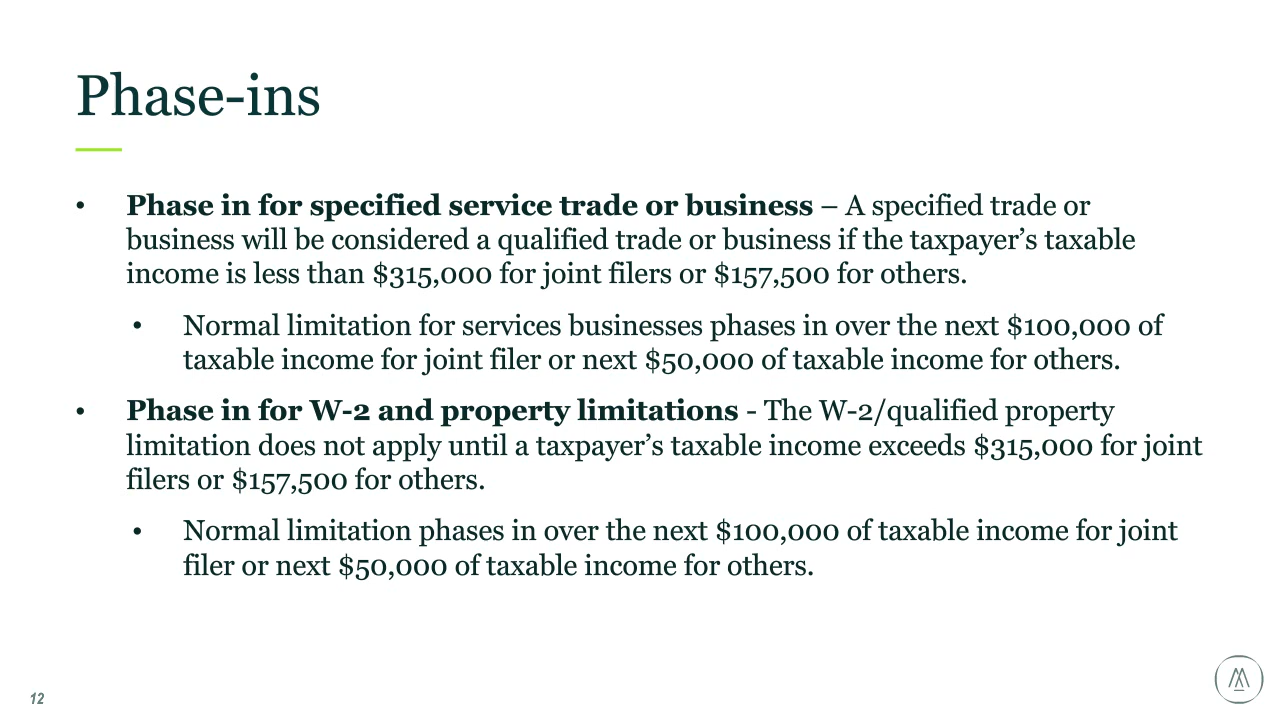 Phase-ins
• Phase in for specified service trade or business – A specified trade or
business will be considered a qualified trade or business if the taxpayer’s taxable
income is less than $315,000 for joint filers or $157,500 for others.
• Normal limitation for services businesses phases in over the next $100,000 of
taxable income for joint filer or next $50,000 of taxable income for others.
• Phase in for W-2 and property limitations - The W-2/qualified property
limitation does not apply until a taxpayer’s taxable income exceeds $315,000 for joint
filers or $157,500 for others.
• Normal limitation phases in over the next $100,000 of taxable income for joint
filer or next $50,000 of taxable income for others.
12